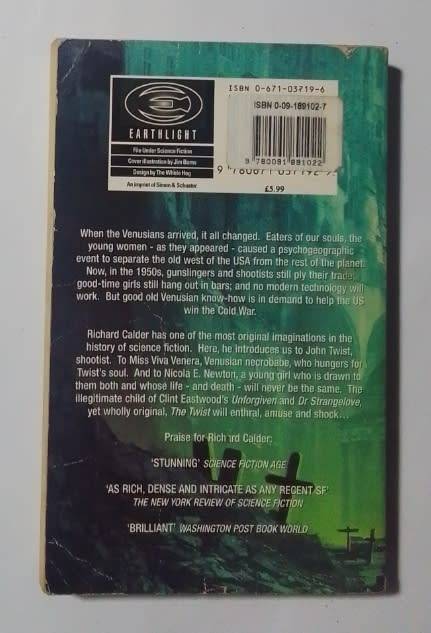 ISBN 0-671-03719-6
ISBN 0-09-189102-7
9 780091 891022
EARTHLIGHT
File Under Science Fiction
Cover illustration by Jim Burns
Design by The Whole Hog
An imprint of Simon & Schuster
£5.99
When the Venusians arrived, it all changed. Eaters of our souls, the
young women - as they appeared - caused a psychogeographic
event to separate the old west of the USA from the rest of the planet.
Now, in the 1950s, gunslingers and shootists still ply their trade,
good-time girls still hang out in bars; and no modern technology will
work. But good old Venusian know-how is in demand to help the US
win the Cold War.
Richard Calder has one of the most original imaginations in the
history of science fiction. Here, he introduces us to John Twist,
shootist. To Miss Viva Venera, Venusian necrobabe, who hungers for
Twist's soul. And to Nicola E. Newton, a young girl who is drawn to
them both and whose life - and death - will never be the same. The
illegitimate child of Clint Eastwood's Unforgiven and Dr Strangelove,
yet wholly original, The Twist will enthral, amuse and shock...
Praise for Richard Calder:
'STUNNING' SCIENCE FICTION AGE
'AS RICH, DENSE AND INTRICATE AS ANY RECENT SF'
THE NEW YORK REVIEW OF SCIENCE FICTION
'BRILLIANT' WASHINGTON POST BOOK WORLD